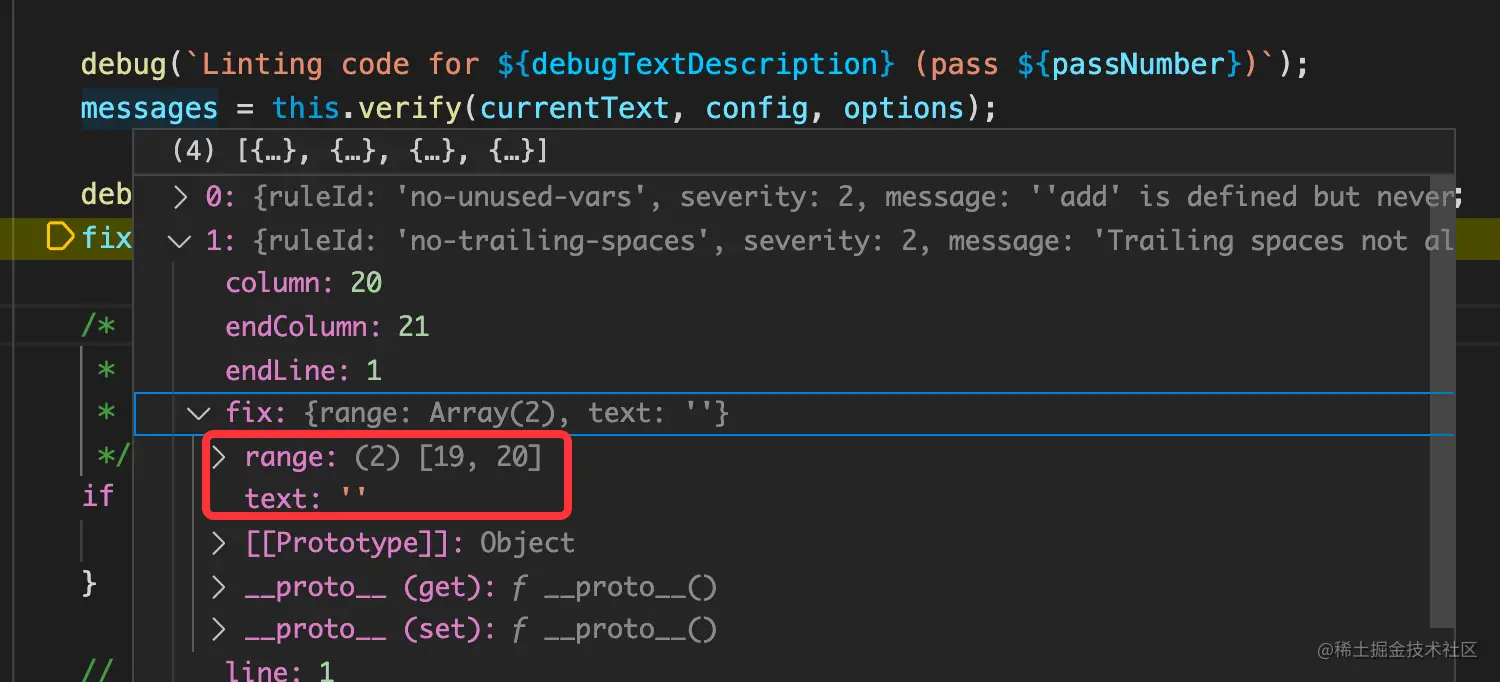 debug(`Linting code for ${debugTextDescription} (pass ${passNumber})`);
messages = this.verify(currentText, config, options);
(4) [{…}, {…}, {…}, {…}]
deb
0: {ruleId: 'no-unused-vars', severity: 2, message: ''add' is defined but never;
fix
1: {ruleId: 'no-trailing-spaces', severity: 2, message: 'Trailing spaces not al
column: 20
/*
endColumn: 21
*
endLine: 1
*
fix: {range: Array(2), text: ''}
*/
range: (2) [19, 20]
if
text: ''
[[Prototype]]: Object
}
__proto__ (get): ƒ __proto__()
__proto__ (set): ƒ __proto__()
//
line: 1
@稀土掘金技术社区